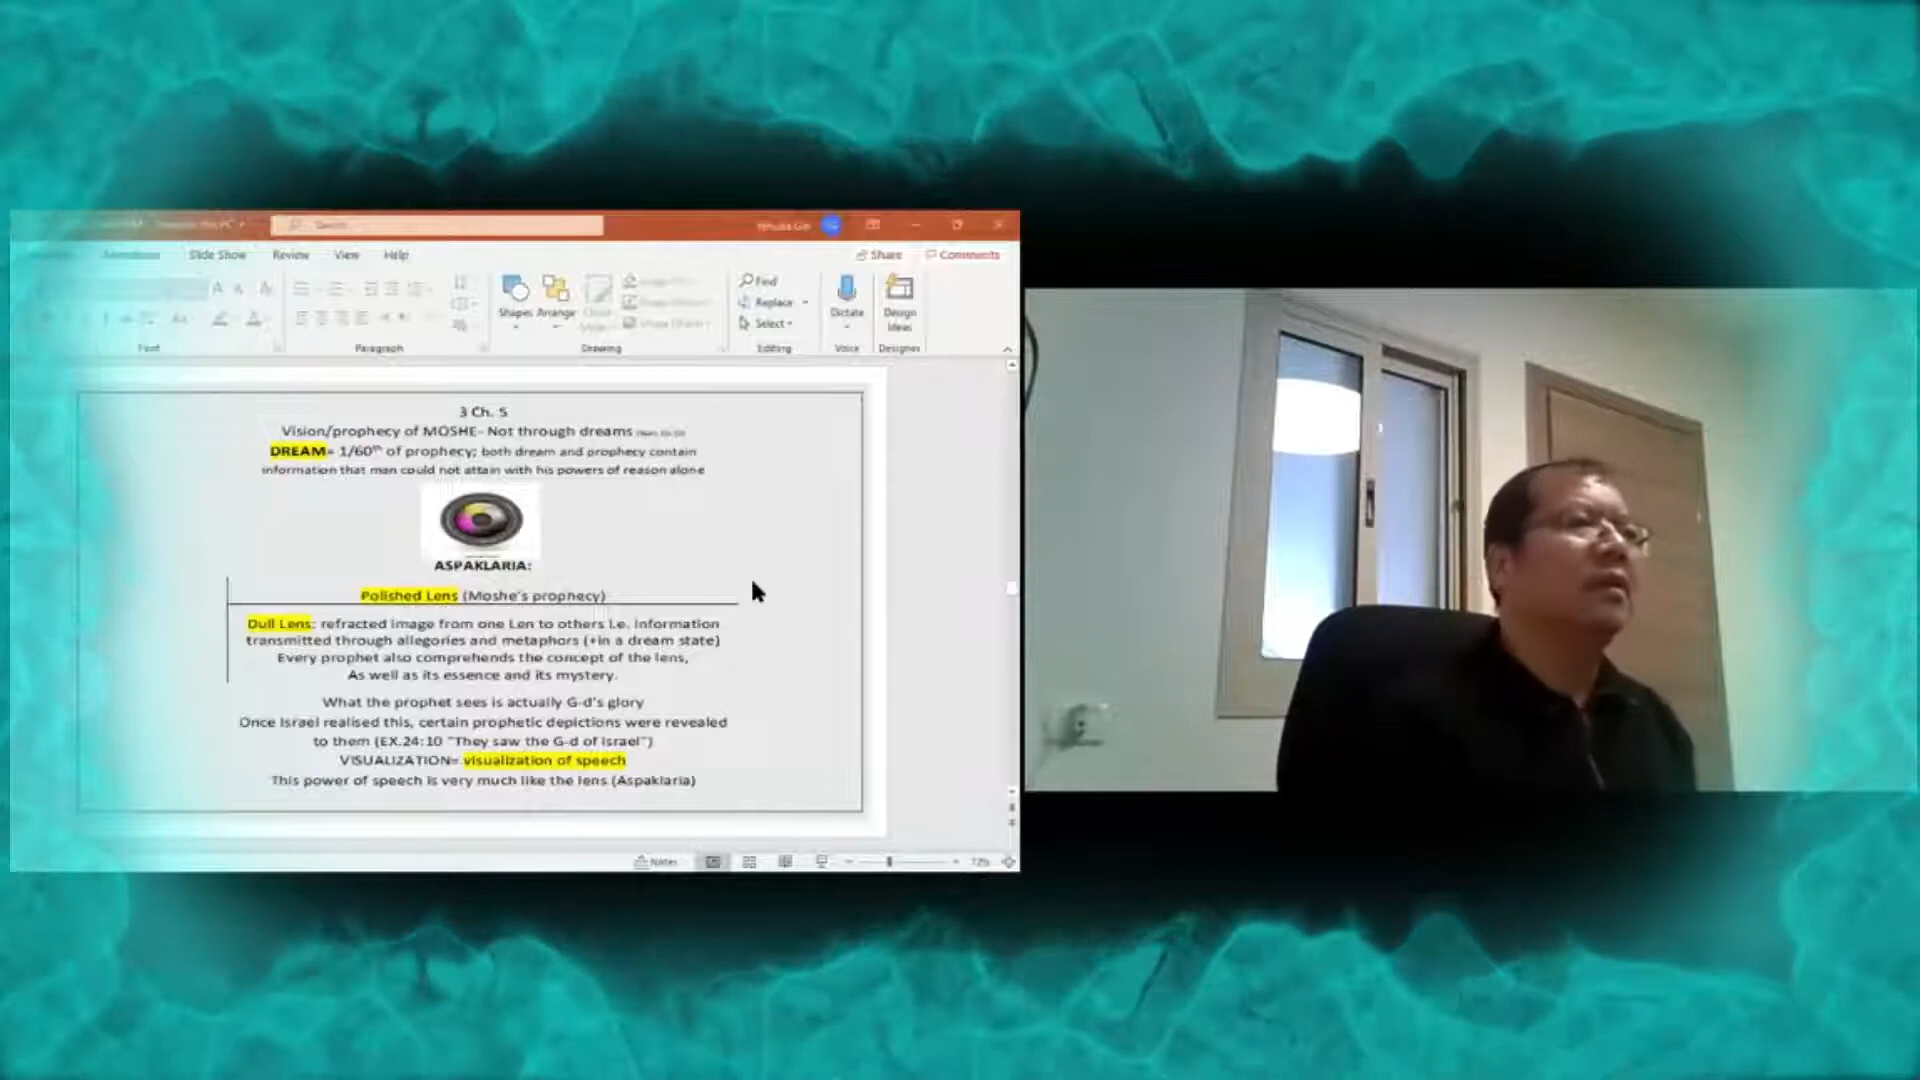 Search
Yehuda Gin
Slide Show Review View Help
Share Comments
Shapes Arrange
Find
Replace
Select
Dictate
Design
Ideas
Font Paragraph Drawing Editing Voice Designer
3 Ch. 5
Vision/prophecy of MOSHE- Not through dreams
DREAM= 1/60th of prophecy; both dream and prophecy contain
information that man could not attain with his powers of reason alone
ASPAKLARIA:
Polished Lens (Moshe's prophecy)
Dull Lens: refracted image from one Len to others i.e. information
transmitted through allegories and metaphors (+in a dream state)
Every prophet also comprehends the concept of the lens,
As well as its essence and its mystery.
What the prophet sees is actually G-d's glory
Once Israel realised this, certain prophetic depictions were revealed
to them (EX.24:10 "They saw the G-d of Israel")
VISUALIZATION= visualization of speech
This power of speech is very much like the lens (Aspaklaria)
Notes 72%